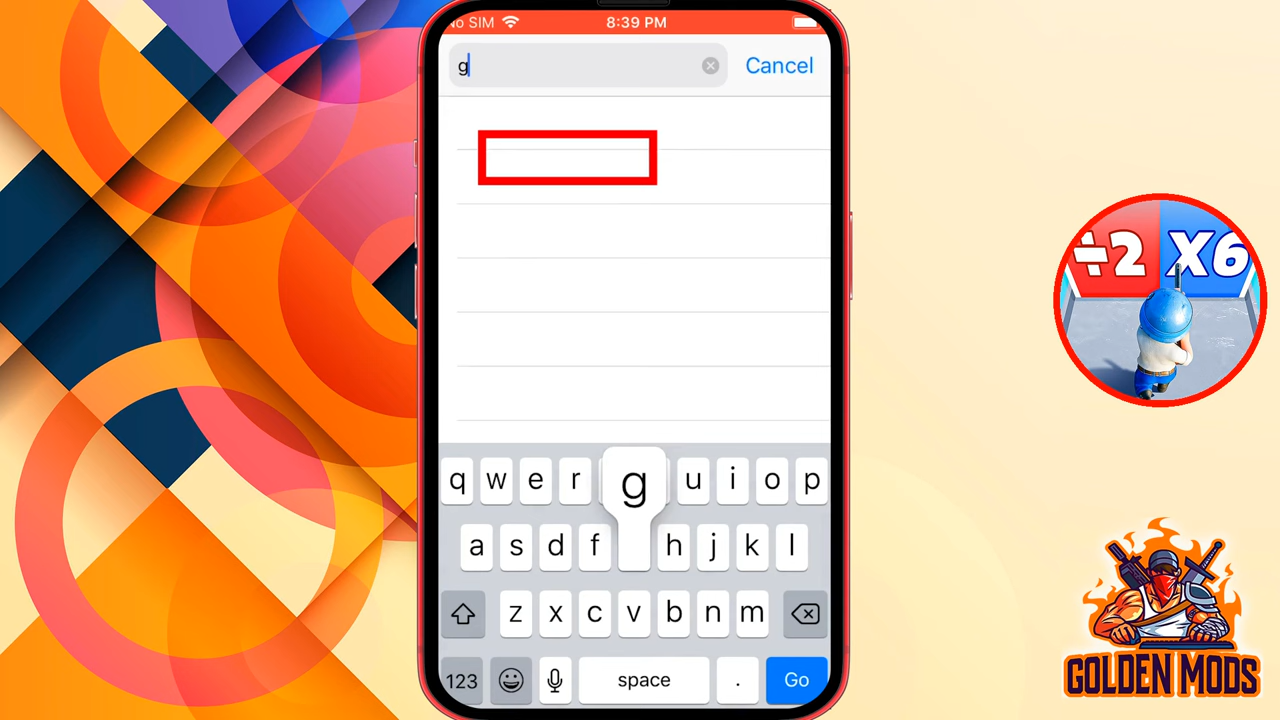 No SIM
8:39 PM
g
Cancel
÷2 X6
q w e r g u i o p
a s d f h j k l
z x c v b n m
123 space . Go
GOLDEN MODS